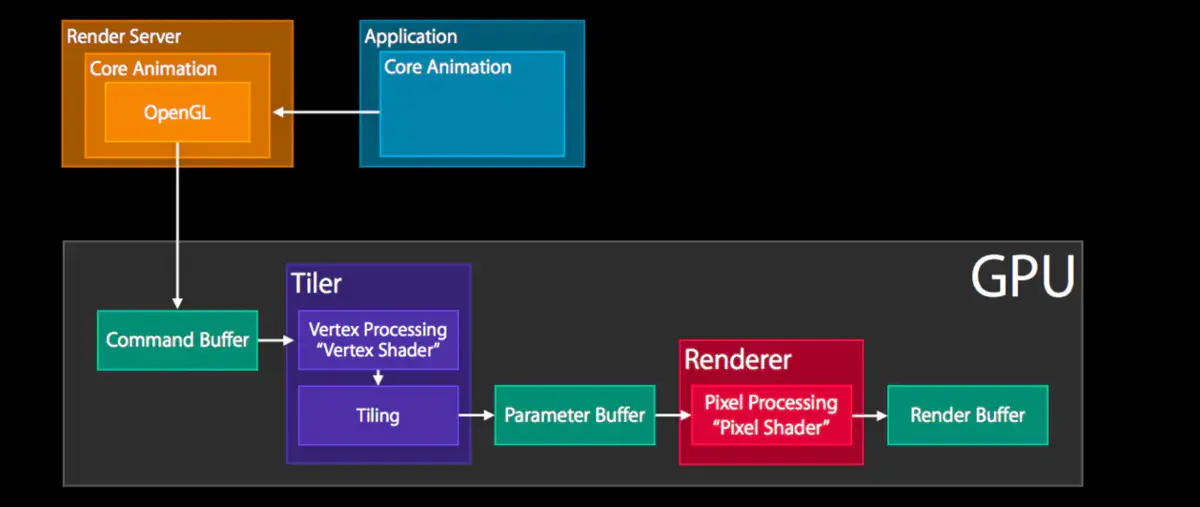 Render Server
Core Animation
OpenGL
Application
Core Animation
GPU
Tiler
Command Buffer
Vertex Processing
“Vertex Shader”
Tiling
Parameter Buffer
Renderer
Pixel Processing
“Pixel Shader”
Render Buffer